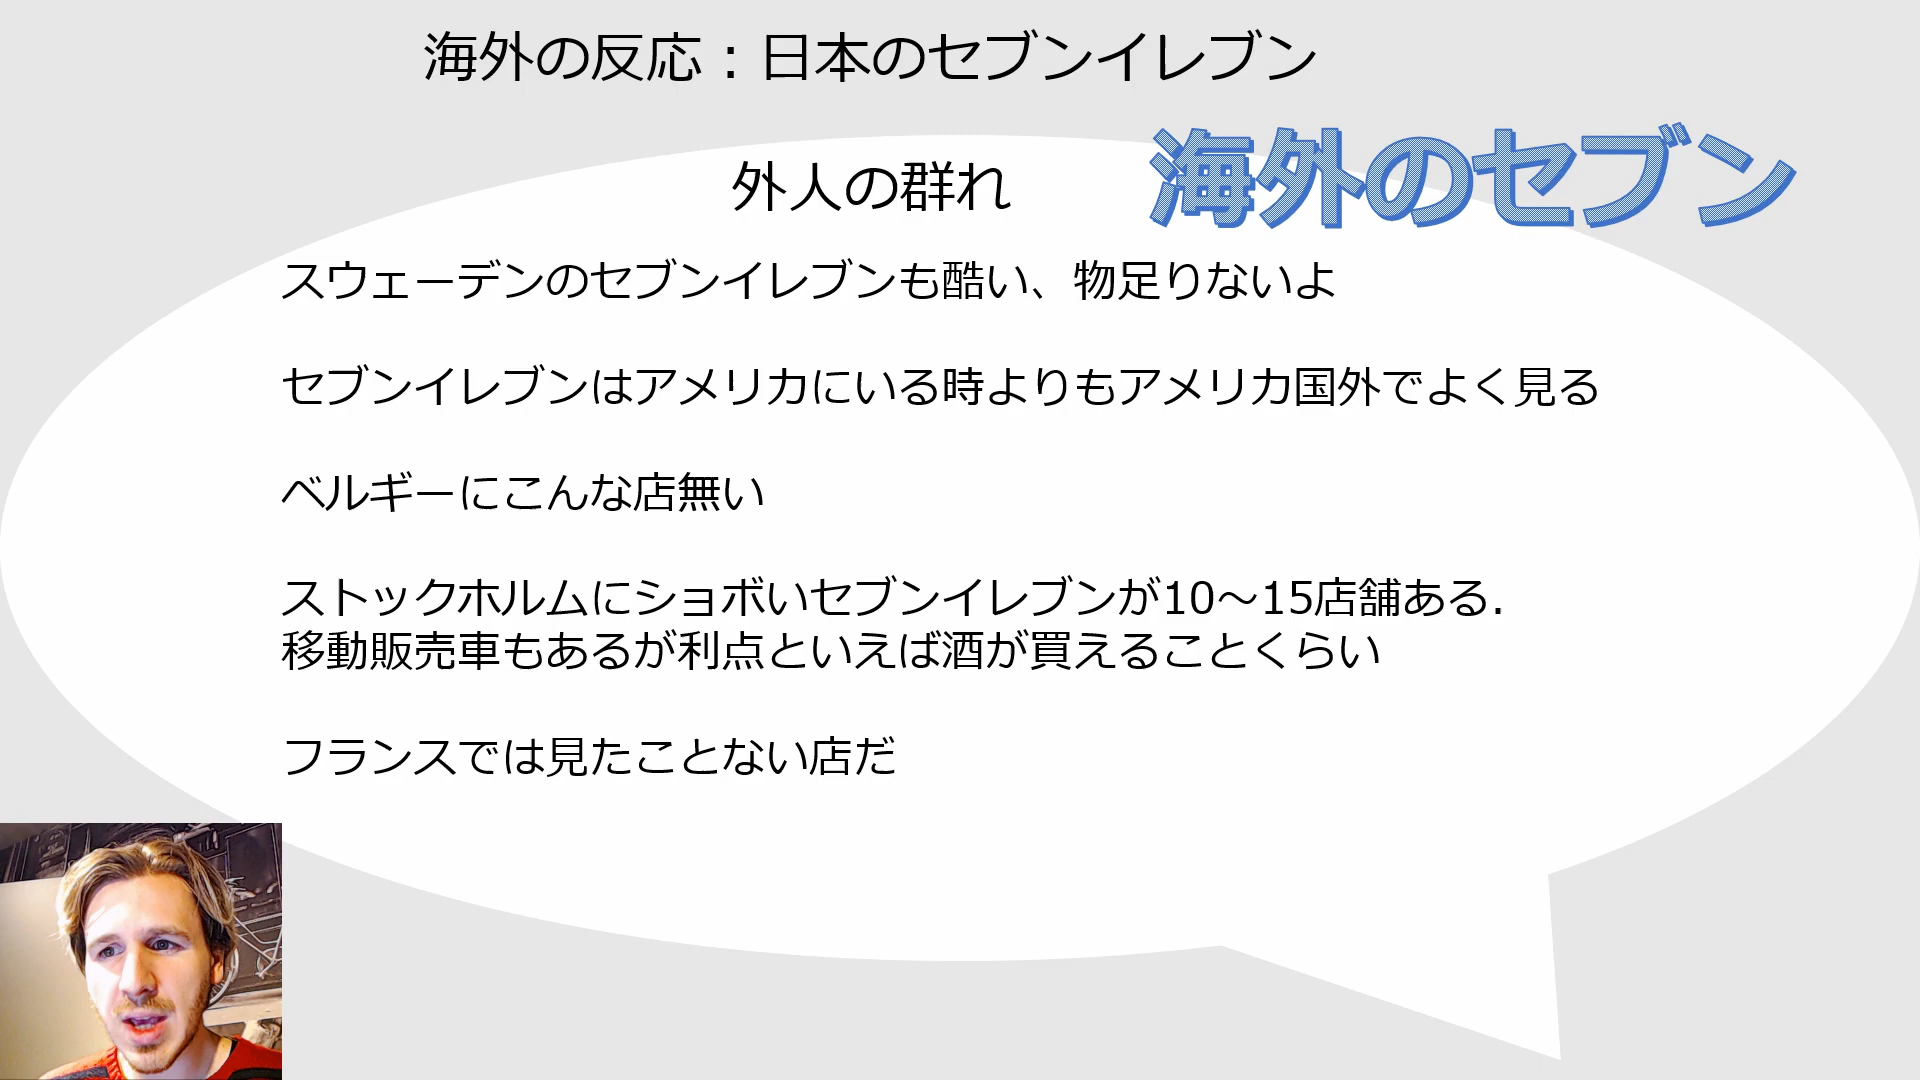 海外の反応：日本のセブンイレブン
海外のセブン
外人の群れ
スウェーデンのセブンイレブンも酷い、物足りないよ
セブンイレブンはアメリカにいる時よりもアメリカ国外でよく見る
ベルギーにこんな店無い
ストックホルムにショボいセブンイレブンが10～15店舗ある.
移動販売車もあるが利点といえば酒が買えることくらい
フランスでは見たことない店だ